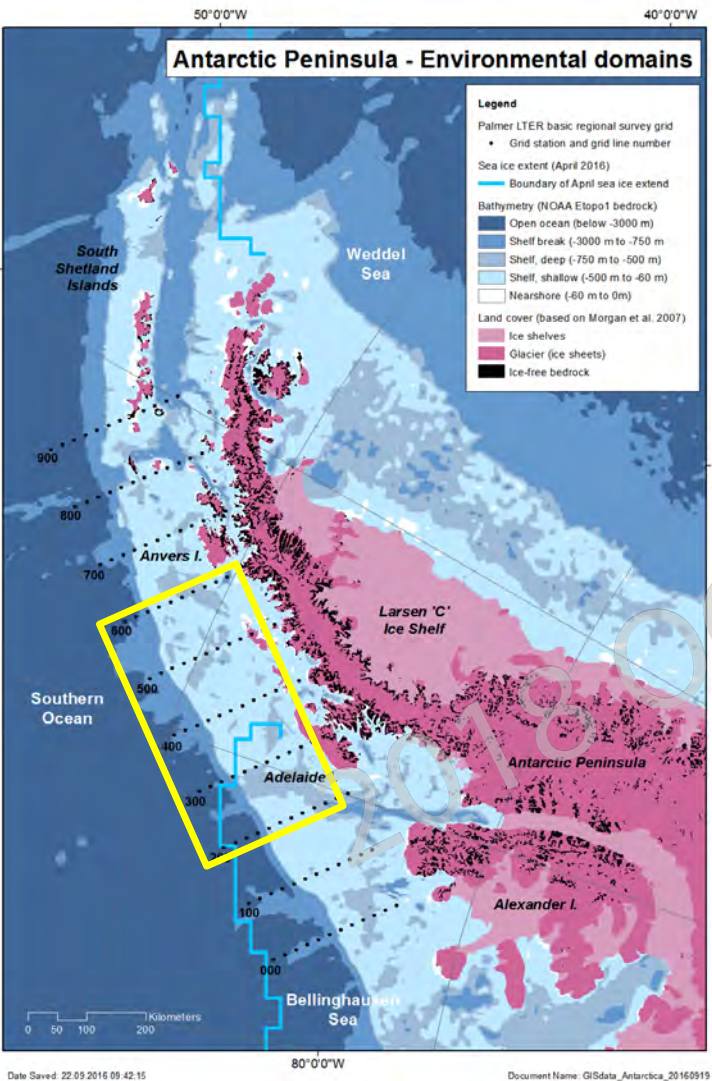 50°0'0"W
40°0'0"W
Antarctic Peninsula - Environmental domains
Legend
Palmer LTER basic regional survey grid
Grid station and grid line number
Sea ice extent (April 2016)
Boundary of April sea ice extend
Bathymetry (NOAA Etopo1 bedrock)
Open ocean (below -3000 m)
Shelf break (-3000 m to -750 m
Shelf, deep (-750 m to -500 m)
Shelf, shallow (-500 m to -60 m)
Nearshore (-60 m to 0m)
Land cover (based on Morgan et al. 2007)
Ice shelves
Glacier (ice sheets)
Ice-free bedrock
South
Shetland
Islands
Weddel
Sea
900
800
700
Anvers I.
600
Larsen 'C'
Ice Shelf
500
Southern
Ocean
400
Antarctic Peninsula
Adelaide
300
100
Alexander I.
000
Bellinghausen
Sea
Kilometers
0 50 100 200
80°0'0"W
2018
Date Saved: 22.09.2016 09:42:15
Document Name: GISdata_Antarctica_20160919